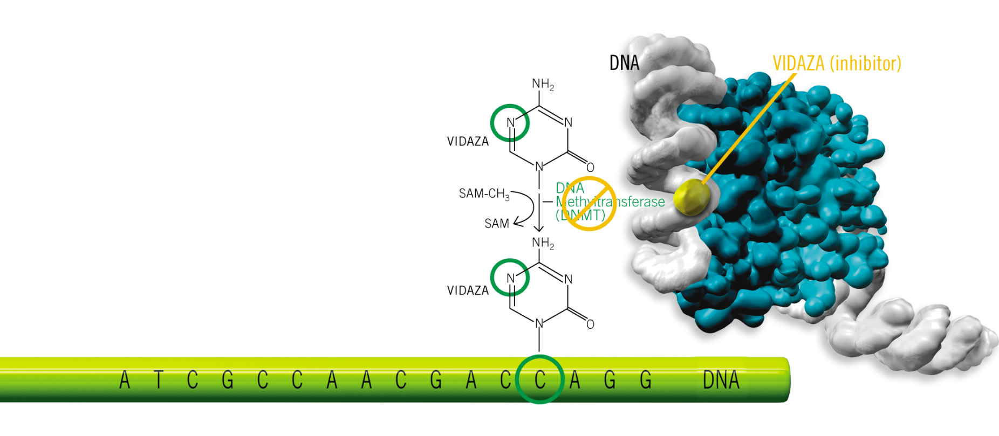 DNA
VIDAZA (inhibitor)
NH₂
N
N
VIDAZA
N
O
SAM-CH₃
DNA
Methyltransferase
(DNMT)
SAM
NH₂
N
N
VIDAZA
N
O
A T C G C C A A C G A C C A G G DNA